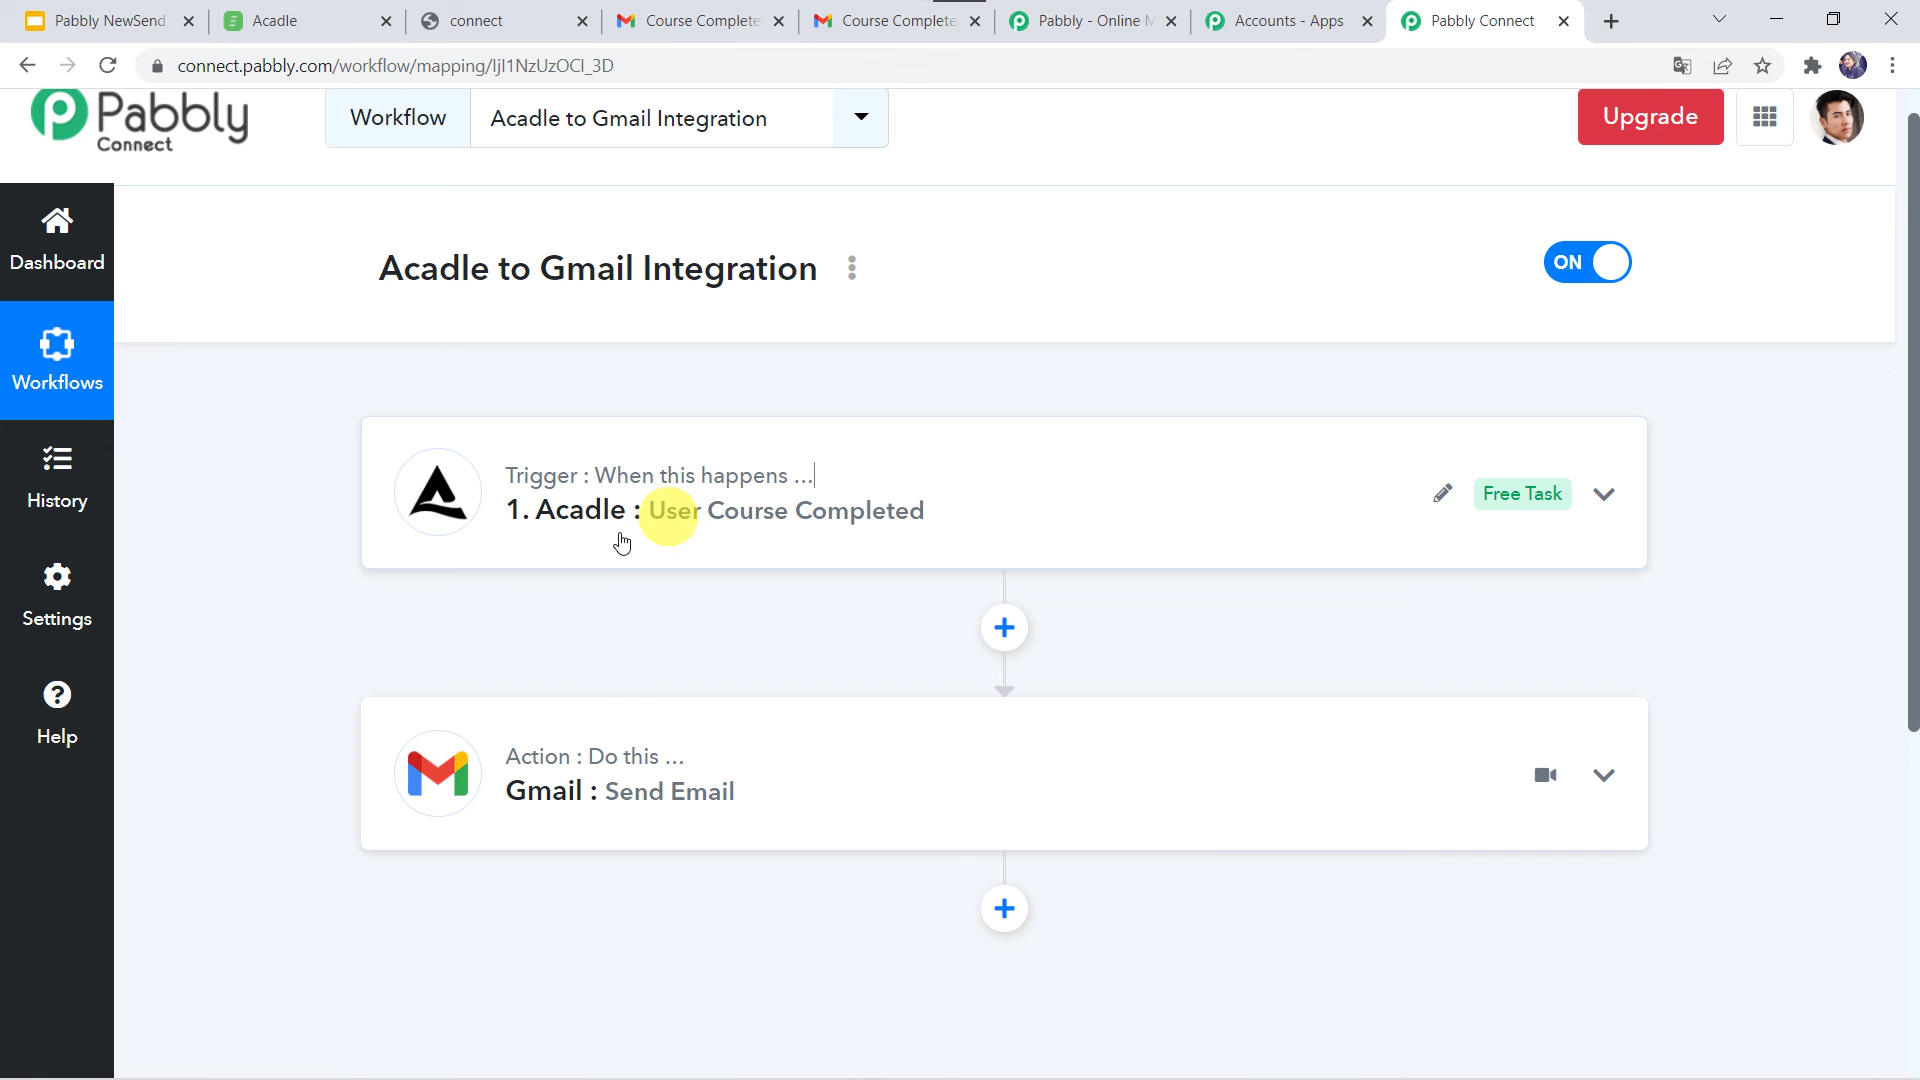 Pabbly NewSend
Acadle
connect
Course Complete
Course Complete
Pabbly - Online M
Accounts - Apps
Pabbly Connect
connect.pabbly.com/workflow/mapping/IjI1NzUzOCI_3D
Pabbly
Connect
Workflow
Acadle to Gmail Integration
Upgrade
Dashboard
Workflows
History
Settings
Help
Acadle to Gmail Integration
ON
Trigger : When this happens ...
1. Acadle : User Course Completed
Free Task
Action : Do this ...
Gmail : Send Email